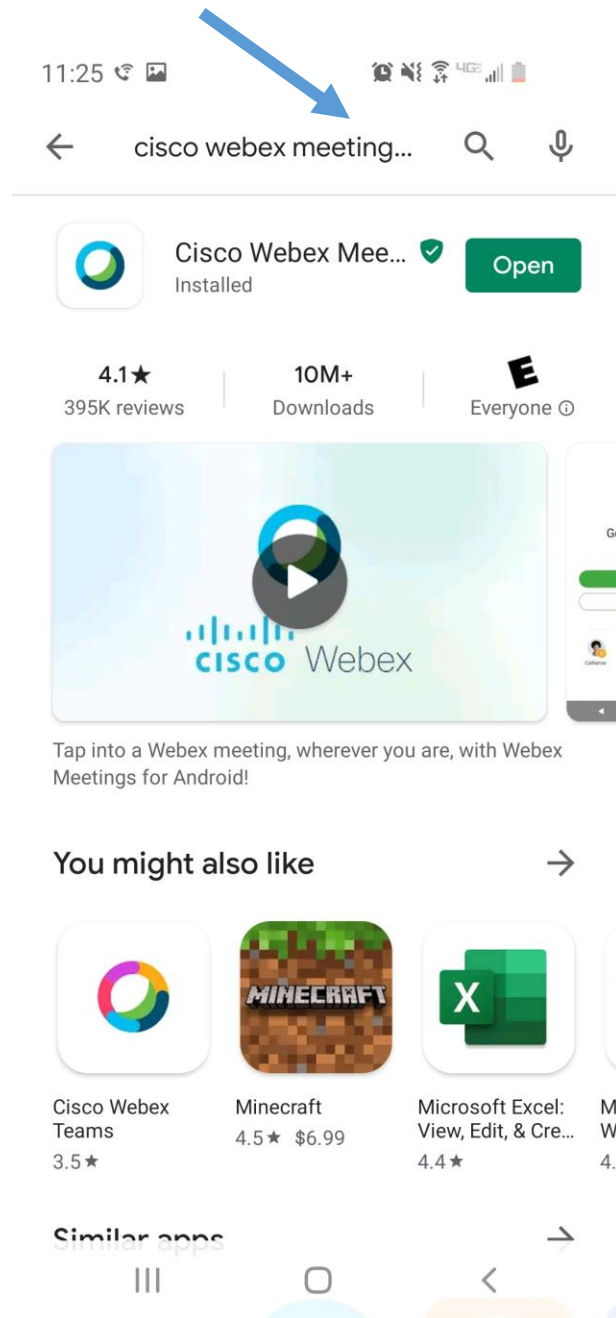 11:25 4GE
cisco webex meeting...
Cisco Webex Mee...
Installed
Open
4.1★
395K reviews
10M+
Downloads
E
Everyone
CISCO Webex
Tap into a Webex meeting, wherever you are, with Webex
Meetings for Android!
You might also like
MINECRAFT
X
Cisco Webex
Teams
3.5★
Minecraft
4.5★ $6.99
Microsoft Excel:
View, Edit, & Cre...
4.4★
Similar apps